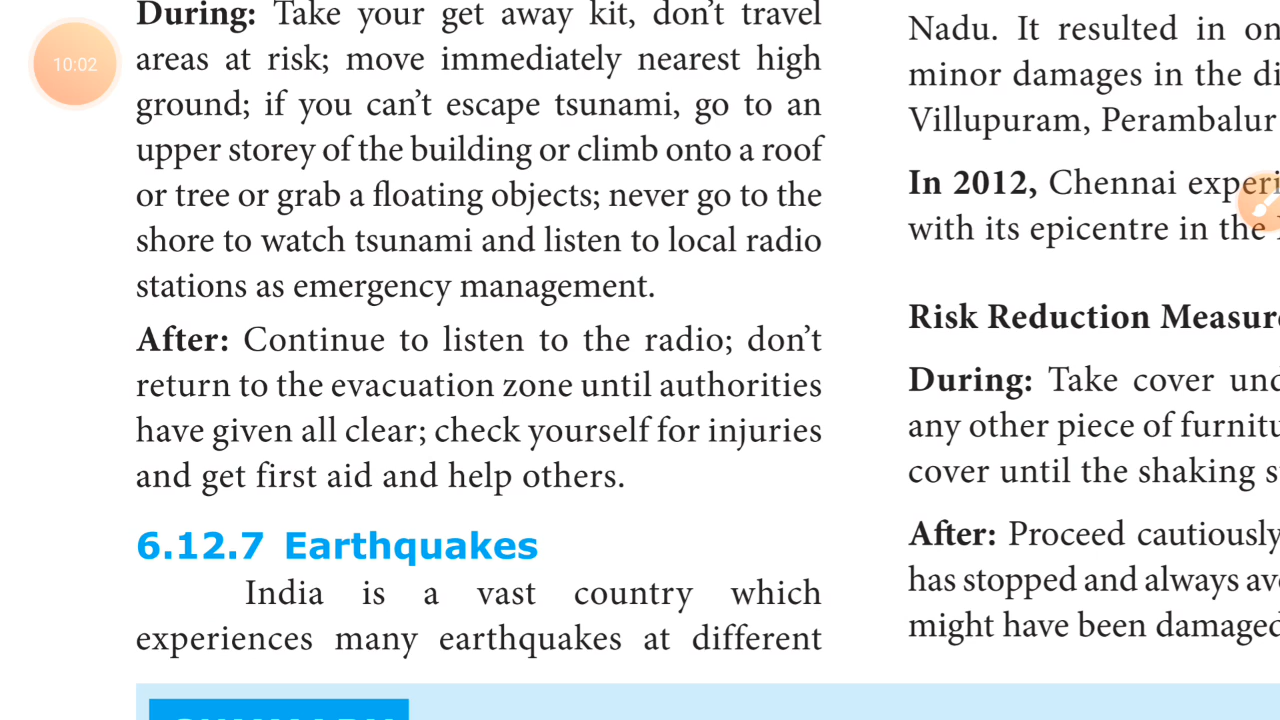 10:02
During: Take your get away kit, don't travel
areas at risk; move immediately nearest high
ground; if you can't escape tsunami, go to an
upper storey of the building or climb onto a roof
or tree or grab a floating objects; never go to the
shore to watch tsunami and listen to local radio
stations as emergency management.
After: Continue to listen to the radio; don't
return to the evacuation zone until authorities
have given all clear; check yourself for injuries
and get first aid and help others.
6.12.7 Earthquakes
India is a vast country which
experiences many earthquakes at different
Nadu. It resulted in
minor damages in the
Villupuram, Perambalur
In 2012, Chennai
with its epicentre in the
Risk Reduction
During: Take cover
any other piece of
cover until the shaking
After: Proceed cautiously
has stopped and always
might have been damaged